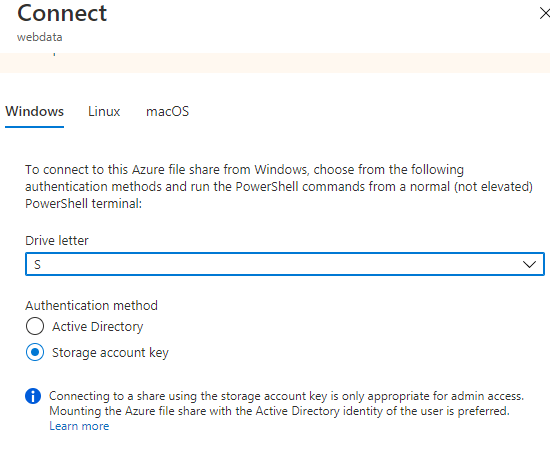 Connect
webdata
Windows Linux macOS
To connect to this Azure file share from Windows, choose from the following
authentication methods and run the PowerShell commands from a normal (not elevated)
PowerShell terminal:
Drive letter
S
Authentication method
Active Directory
Storage account key
Connecting to a share using the storage account key is only appropriate for admin access.
Mounting the Azure file share with the Active Directory identity of the user is preferred.
Learn more